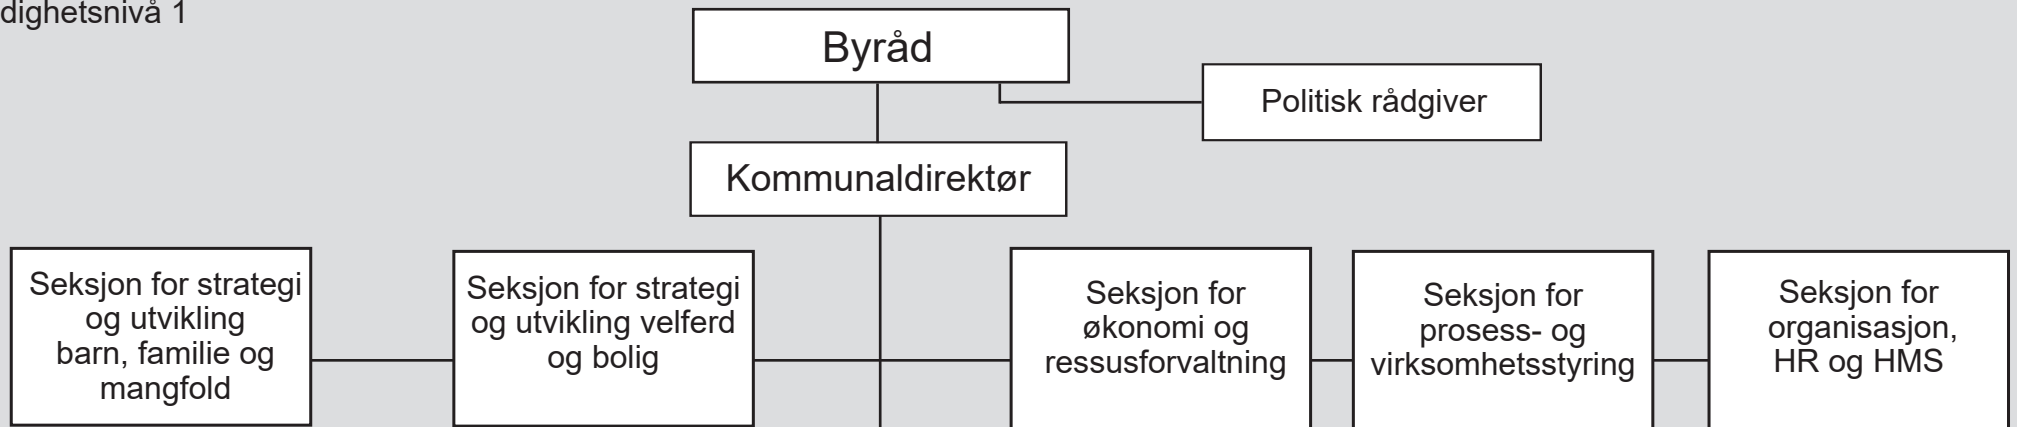 dighetsnivå 1
Byråd
Politisk rådgiver
Kommunaldirektør
Seksjon for strategi
og utvikling
barn, familie og
mangfold
Seksjon for strategi
og utvikling velferd
og bolig
Seksjon for
økonomi og
ressusforvaltning
Seksjon for
prosess- og
virksomhetsstyring
Seksjon for
organisasjon,
HR og HMS